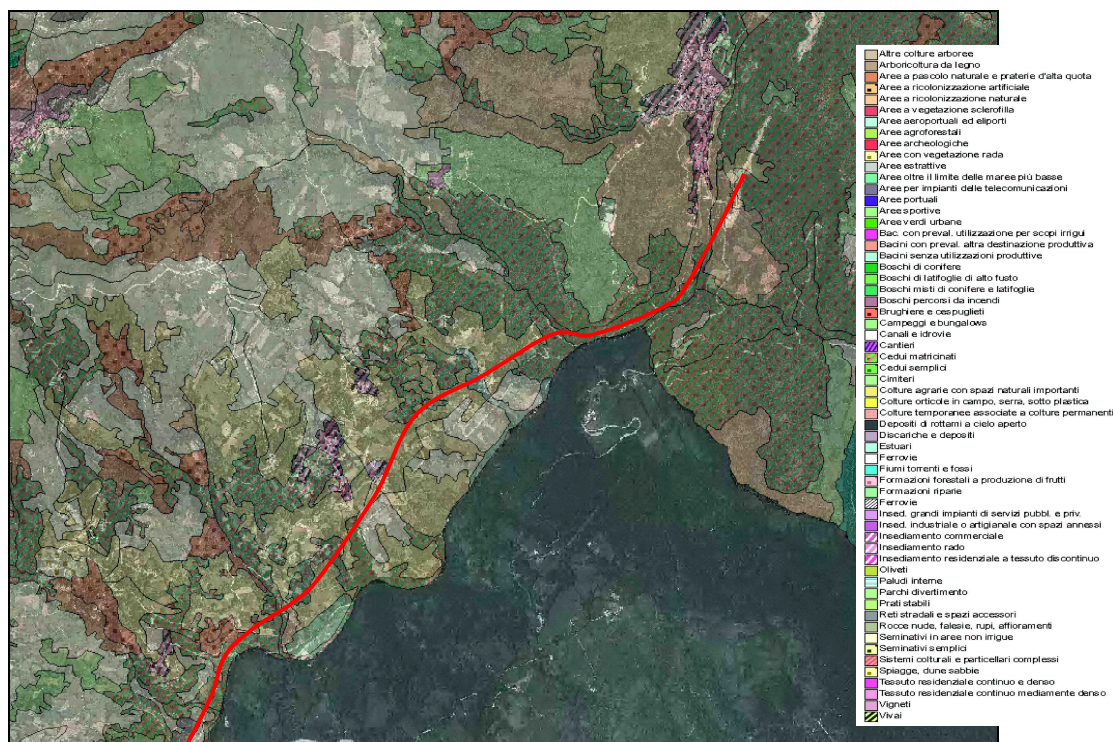 Altre colture arboree
Arboricoltura da legno
Aree a pascolo naturale e praterie d'alta quota
Aree a ricolonizzazione artificiale
Aree a ricolonizzazione naturale
Aree a vegetazione sclerofilla
Aree aeroportuali ed eliporti
Aree agroforestali
Aree archeologiche
Aree con vegetazione rada
Aree estrattive
Aree oltre il limite delle maree più basse
Aree per impianti delle telecomunicazioni
Aree portuali
Aree sportive
Aree verdi urbane
Bac. con preval. utilizzazione per scopi irrigui
Bacini con preval. altra destinazione produttiva
Bacini senza utilizzazioni produttive
Boschi di conifere
Boschi di latifoglie di alto fusto
Boschi misti di conifere e latifoglie
Boschi percorsi da incendi
Brughiere e cespuglieti
Campeggi e bungalows
Canali e idrovie
Cantieri
Cedui matricinati
Cedui semplici
Cimiteri
Colture agrarie con spazi naturali importanti
Colture orticole in campo, serra, sotto plastica
Colture temporanee associate a colture permanenti
Depositi di rottami a cielo aperto
Discariche e depositi
Estuari
Ferrovie
Fiumi torrenti e fossi
Formazioni forestali a produzione di frutti
Formazioni riparie
Ferrovie
Insed. grandi impianti di servizi pubbl. e priv.
Insed. industriale o artigianale con spazi annessi
Insediamento commerciale
Insediamento rado
Insediamento residenziale a tessuto discontinuo
Oliveti
Paludi interne
Parchi divertimento
Prati stabili
Reti stradali e spazi accessori
Rocce nude, falesie, rupi, affioramenti
Seminativi in aree non irrigue
Seminativi semplici
Sistemi colturali e particellari complessi
Spiagge, dune sabbie
Tessuto residenziale continuo e denso
Tessuto residenziale continuo mediamente denso
Vigneti
Vivai